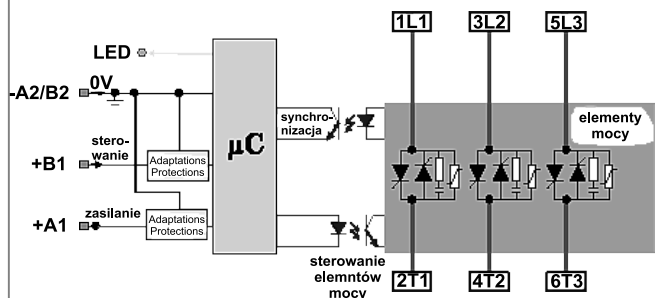 1L1 3L2 5L3
LED
0V
-A2/B2
elementy
mocy
synchro-
nizacja
μC
stero-
wanie
+B1
Adaptations
Protections
zasilanie
+A1
Adaptations
Protections
sterowanie
elemntów
mocy
2T1 4T2 6T3